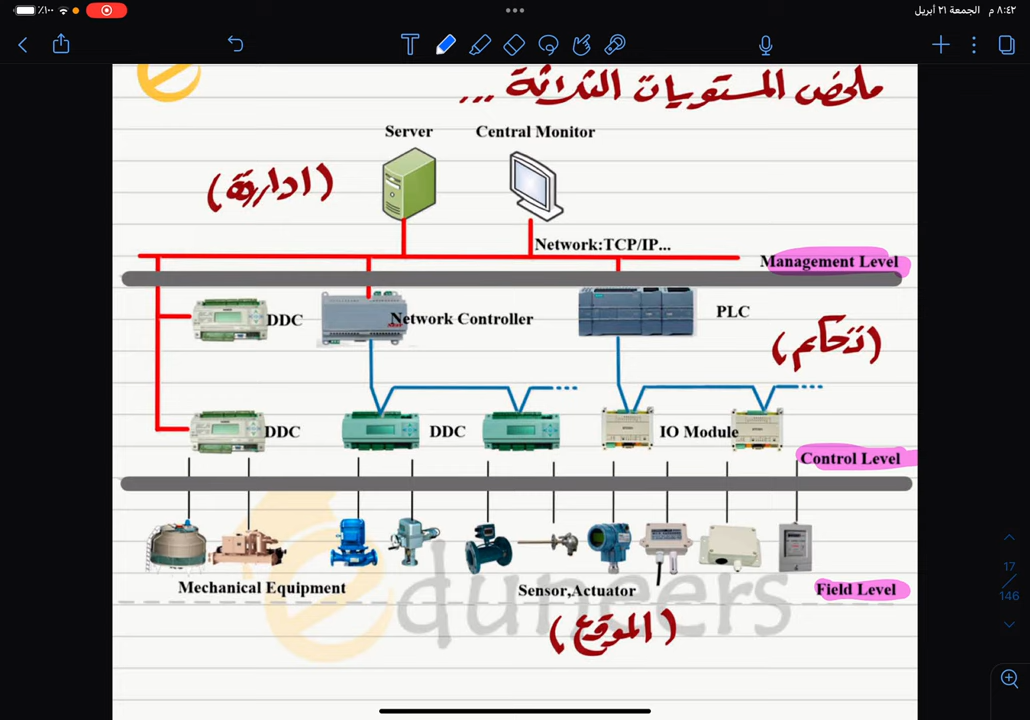 ٨:٤٢ م الجمعة ٢١ أبريل
١٠٠٪
ملخص المستويات الثلاثة ...
Server
Central Monitor
(ادارة)
Network:TCP/IP...
Management Level
DDC
Network Controller
PLC
(تحكم)
DDC
DDC
IO Module
Control Level
Mechanical Equipment
Sensor,Actuator
Field Level
eduneers
(الموقع)
17
146